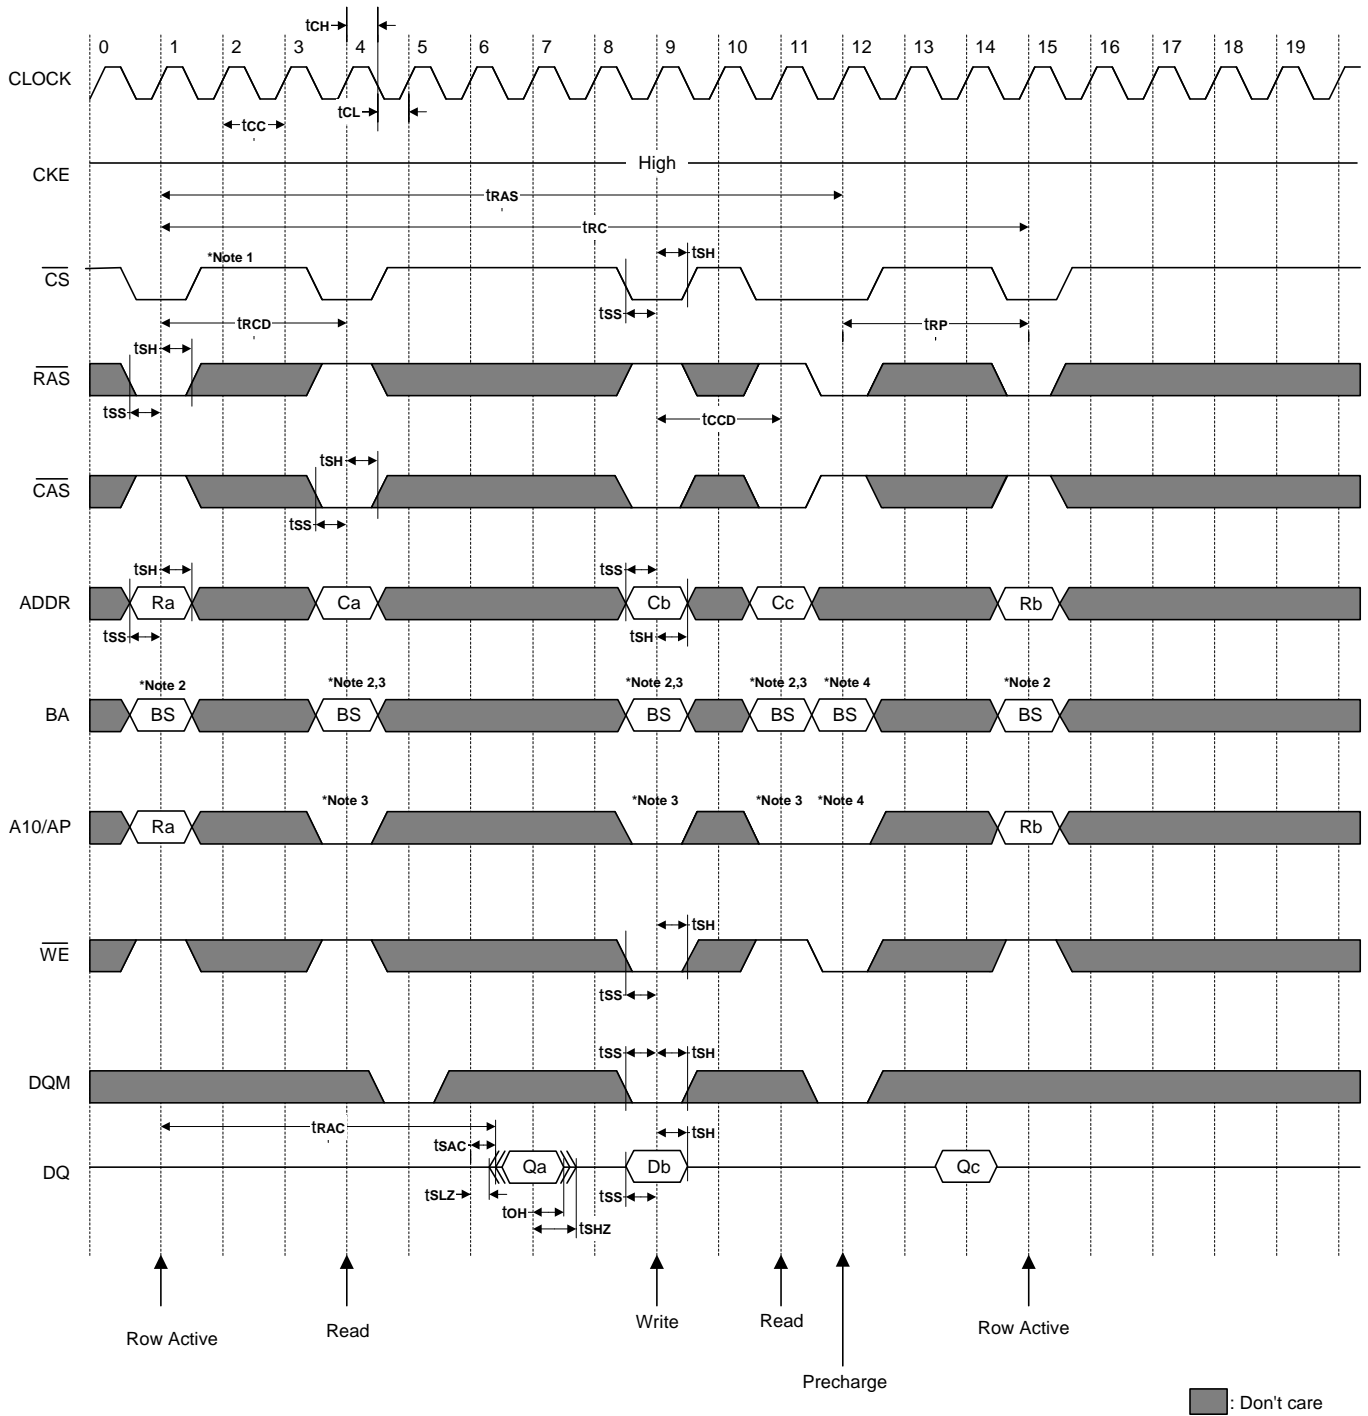 tCH
0 1 2 3 4 5 6 7 8 9 10 11 12 13 14 15 16 17 18 19
CLOCK
tCL
tCC
High
CKE
tRAS
tRC
*Note 1
tSH
CS
tSS
tRCD
tRP
tSH
RAS
tSS
tCCD
tSH
CAS
tSS
tSH
tSS
ADDR
Ra Ca Cb Cc Rb
tSS
tSH
*Note 2 *Note 2,3 *Note 2,3 *Note 2,3 *Note 4 *Note 2
BA
BS BS BS BS BS BS
*Note 3 *Note 3 *Note 3 *Note 4
A10/AP
Ra Rb
tSH
WE
tSS
tSS tSH
DQM
tRAC
tSH
tSAC
DQ
Qa Db Qc
tSLZ
tSS
tOH
tSHZ
Row Active
Read
Write
Read
Row Active
Precharge
: Don't care